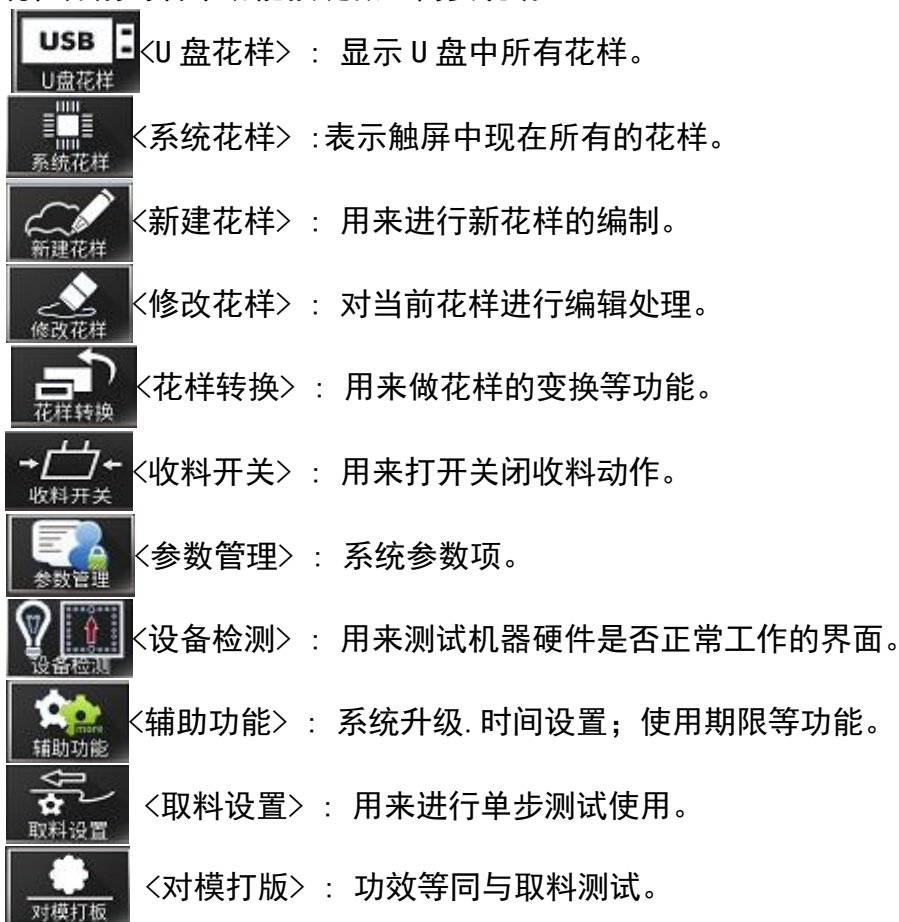 USB
U盘花样
<U盘花样> : 显示U盘中所有花样。
系统花样
<系统花样> :表示触屏中现在所有的花样。
新建花样
<新建花样> : 用来进行新花样的编制。
修改花样
<修改花样> : 对当前花样进行编辑处理。
花样转换
<花样转换> : 用来做花样的变换等功能。
收料开关
<收料开关> : 用来打开关闭收料动作。
参数管理
<参数管理> : 系统参数项。
设备检测
<设备检测> : 用来测试机器硬件是否正常工作的界面。
more
辅助功能
<辅助功能> : 系统升级.时间设置；使用期限等功能。
取料设置
<取料设置> : 用来进行单步测试使用。
对模打板
<对模打版> : 功效等同与取料测试。